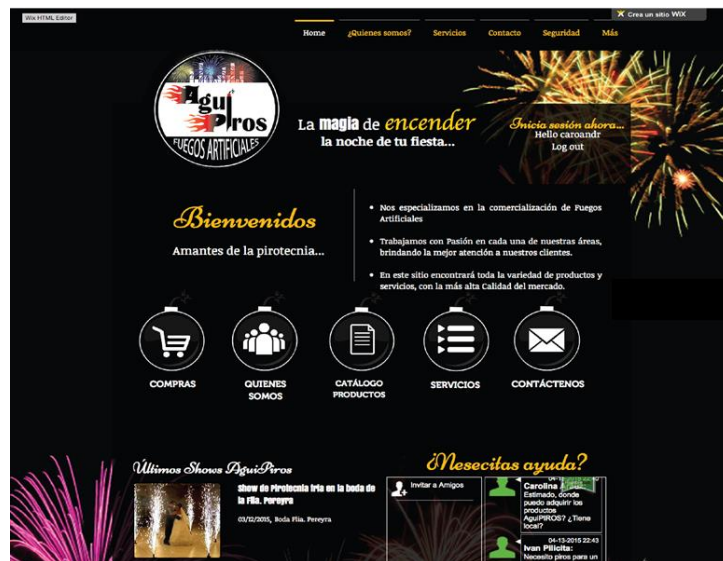 Wix HTML Editor
Crea un sitio WiX
Home ¿Quienes somos? Servicios Contacto Seguridad Más
Agui
Piros
FUEGOS ARTIFICIALES
La magia de encender
la noche de tu fiesta...
Inicia sesión ahora...
Hello caroandr
Log out
Bienvenidos
Amantes de la pirotecnia...
Nos especializamos en la comercialización de Fuegos
Artificiales
Trabajamos con Pasión en cada una de nuestras áreas,
brindando la mejor atención a nuestros clientes.
En este sitio encontrará toda la variedad de productos y
servicios, con la más alta Calidad del mercado.
COMPRAS
QUIENES
SOMOS
CATÁLOGO
PRODUCTOS
SERVICIOS
CONTÁCTENOS
Últimos Shows AguiPiros
Show de Pirotecnia fria en la boda de
la Flia. Pereyra
03/12/2015, Boda Flia. Pereyra
¿Nesecitas ayuda?
Invitar a Amigos
Carolina
Estimado, donde
puedo adquirir los
productos
AguiPIROS? ¿Tiene
local?
04-13-2015 22:43
Ivan Pilicita:
Necesito piros para un